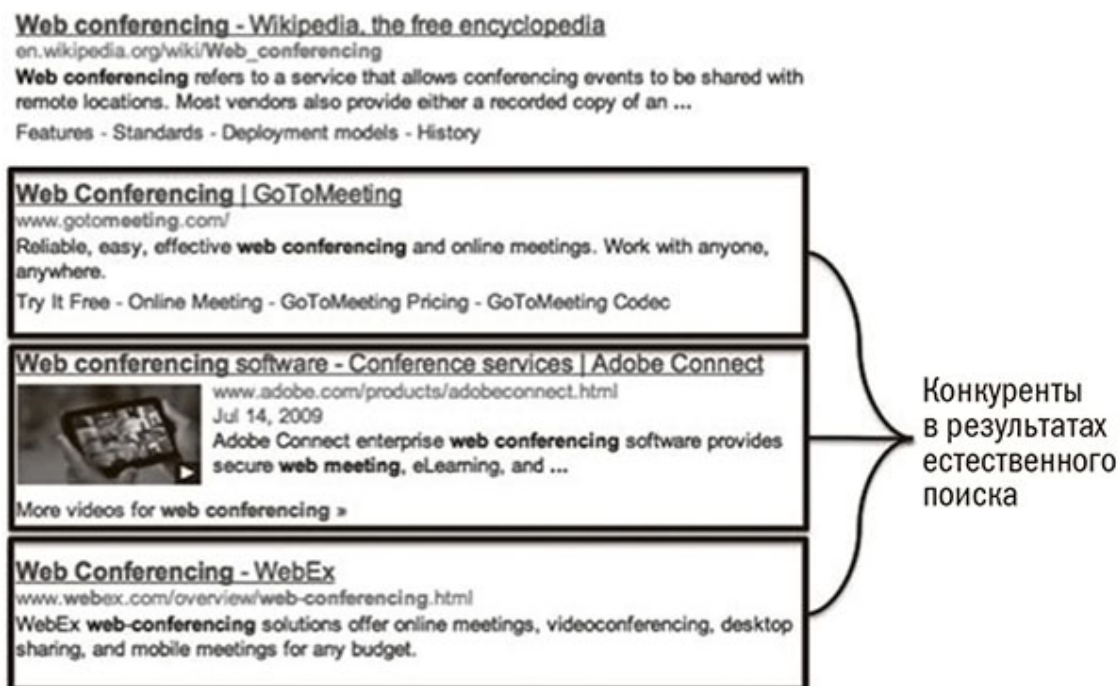 Web conferencing - Wikipedia, the free encyclopedia
en.wikipedia.org/wiki/Web_conferencing
Web conferencing refers to a service that allows conferencing events to be shared with
remote locations. Most vendors also provide either a recorded copy of an ...
Features - Standards - Deployment models - History
Web Conferencing | GoToMeeting
www.gotomeeting.com/
Reliable, easy, effective web conferencing and online meetings. Work with anyone,
anywhere.
Try It Free - Online Meeting - GoToMeeting Pricing - GoToMeeting Codec
Web conferencing software - Conference services | Adobe Connect
www.adobe.com/products/adobeconnect.html
Jul 14, 2009
Adobe Connect enterprise web conferencing software provides
secure web meeting, eLearning, and ...
More videos for web conferencing »
Web Conferencing - WebEx
www.webex.com/overview/web-conferencing.html
WebEx web-conferencing solutions offer online meetings, videoconferencing, desktop
sharing, and mobile meetings for any budget.
Конкуренты
в результатах
естественного
поиска